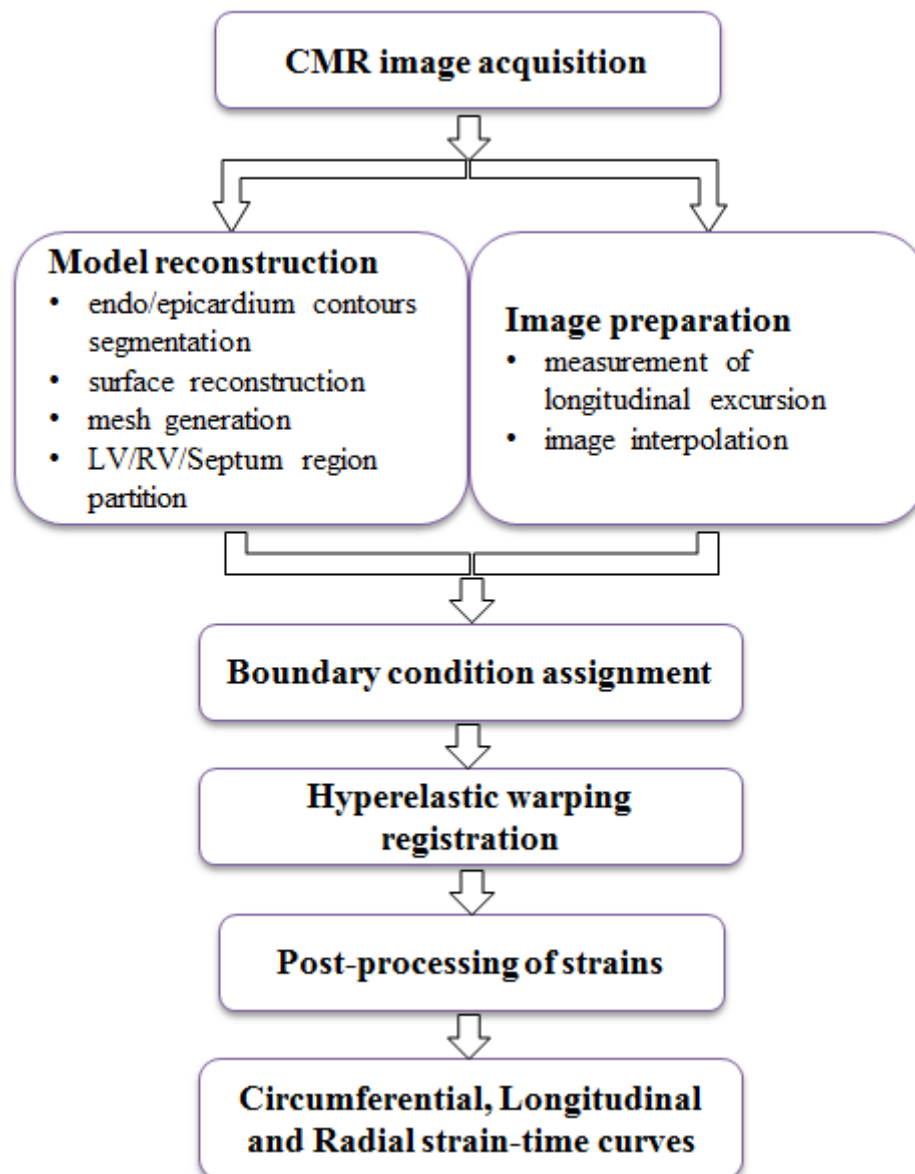 CMR image acquisition
Model reconstruction
• endo/epicardium contours
segmentation
• surface reconstruction
• mesh generation
• LV/RV/Septum region
partition
Image preparation
• measurement of
longitudinal excursion
• image interpolation
Boundary condition assignment
Hyperelastic warping
registration
Post-processing of strains
Circumferential, Longitudinal
and Radial strain-time curves